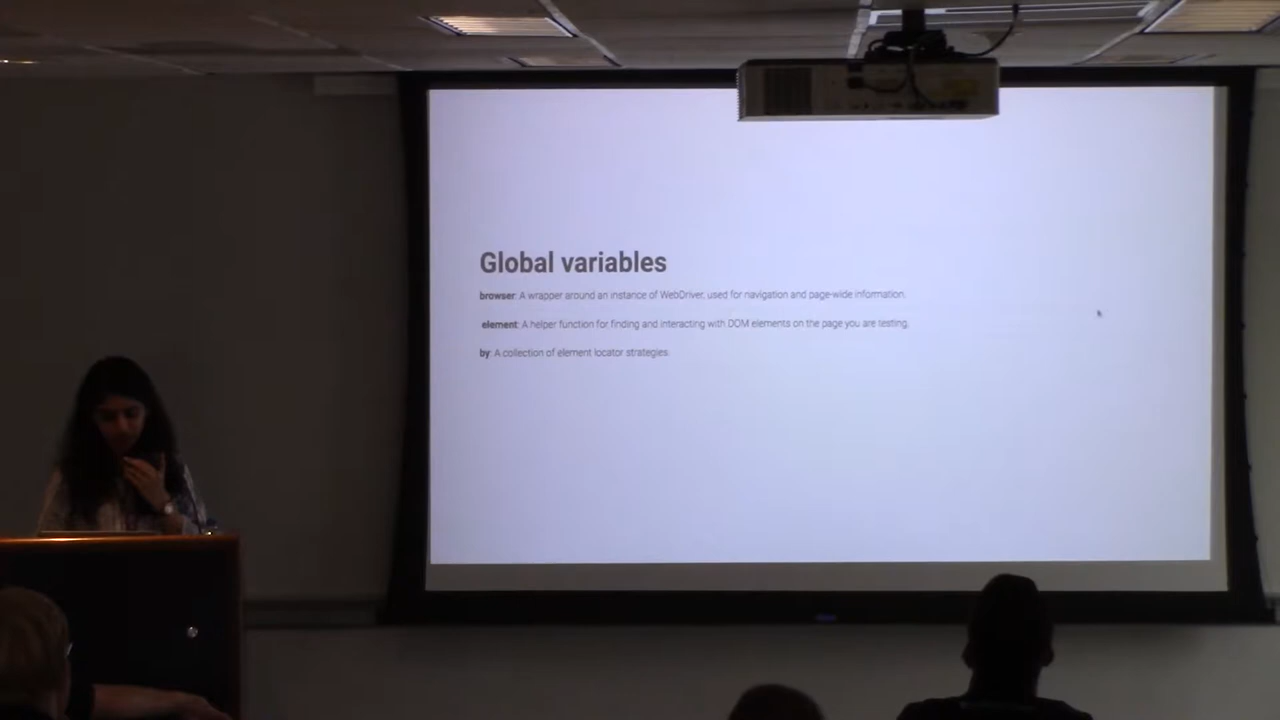 Global variables
browser: A wrapper around an instance of WebDriver, used for navigation and page-wide information.
element: A helper function for finding and interacting with DOM elements on the page you are testing.
by: A collection of element locator strategies.